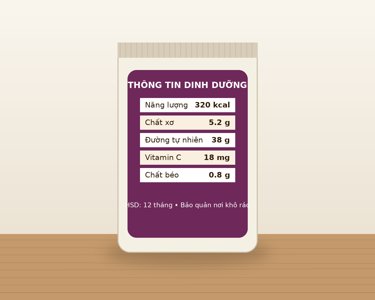 THÔNG TIN DINH DƯỠNG
Năng lượng 320 kcal
Chất xơ 5.2 g
Đường tự nhiên 38 g
Vitamin C 18 mg
Chất béo 0.8 g
HSD: 12 tháng • Bảo quản nơi khô ráo